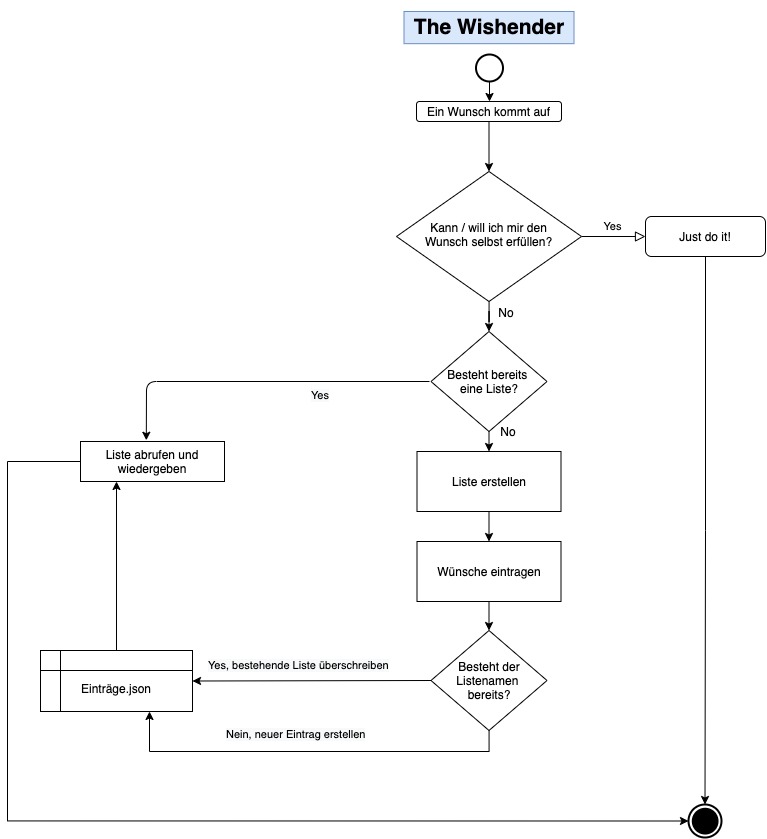 The Wishender
Ein Wunsch kommt auf
Kann / will ich mir den
Wunsch selbst erfüllen?
Yes
Just do it!
No
Besteht bereits
eine Liste?
Yes
No
Liste abrufen und
wiedergeben
Liste erstellen
Wünsche eintragen
Besteht der
Listenamen
bereits?
Yes, bestehende Liste überschreiben
Einträge.json
Nein, neuer Eintrag erstellen